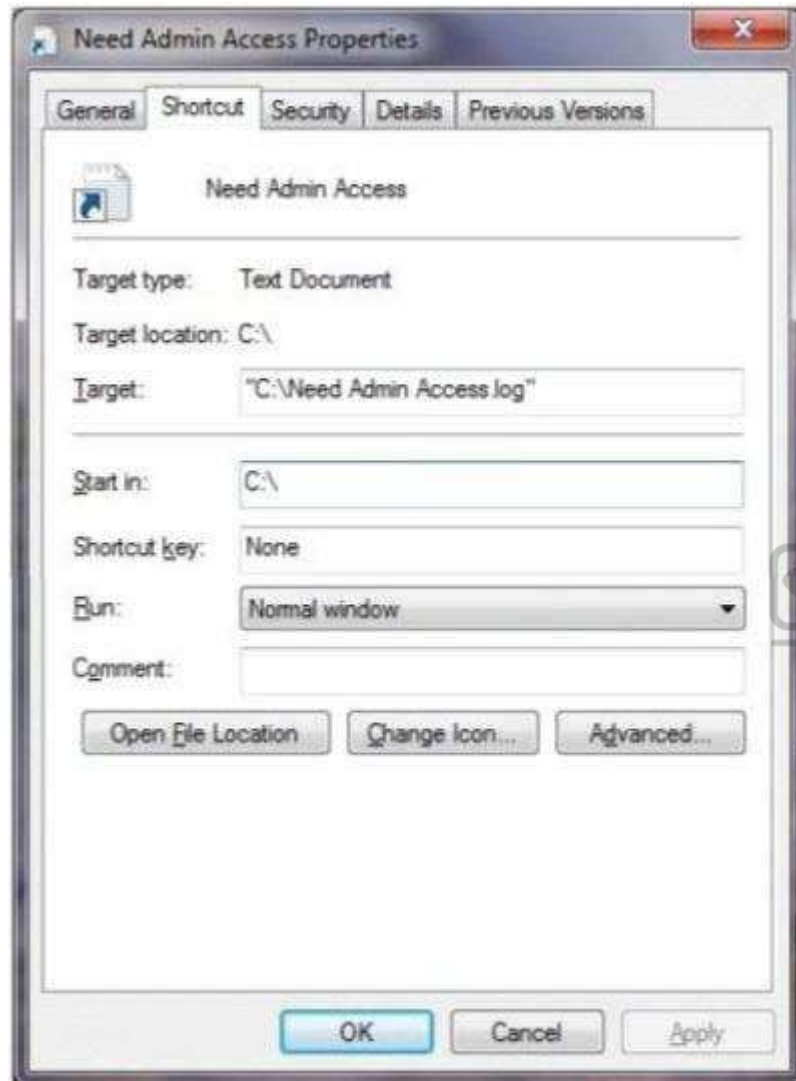 Need Admin Access Properties
General Shortcut Security Details Previous Versions
Need Admin Access
Target type: Text Document
Target location: C:\
Target: "C:\Need Admin Access.log"
Start in: C:\
Shortcut key: None
Run: Normal window
Comment:
Open File Location Change Icon... Advanced...
OK Cancel Apply